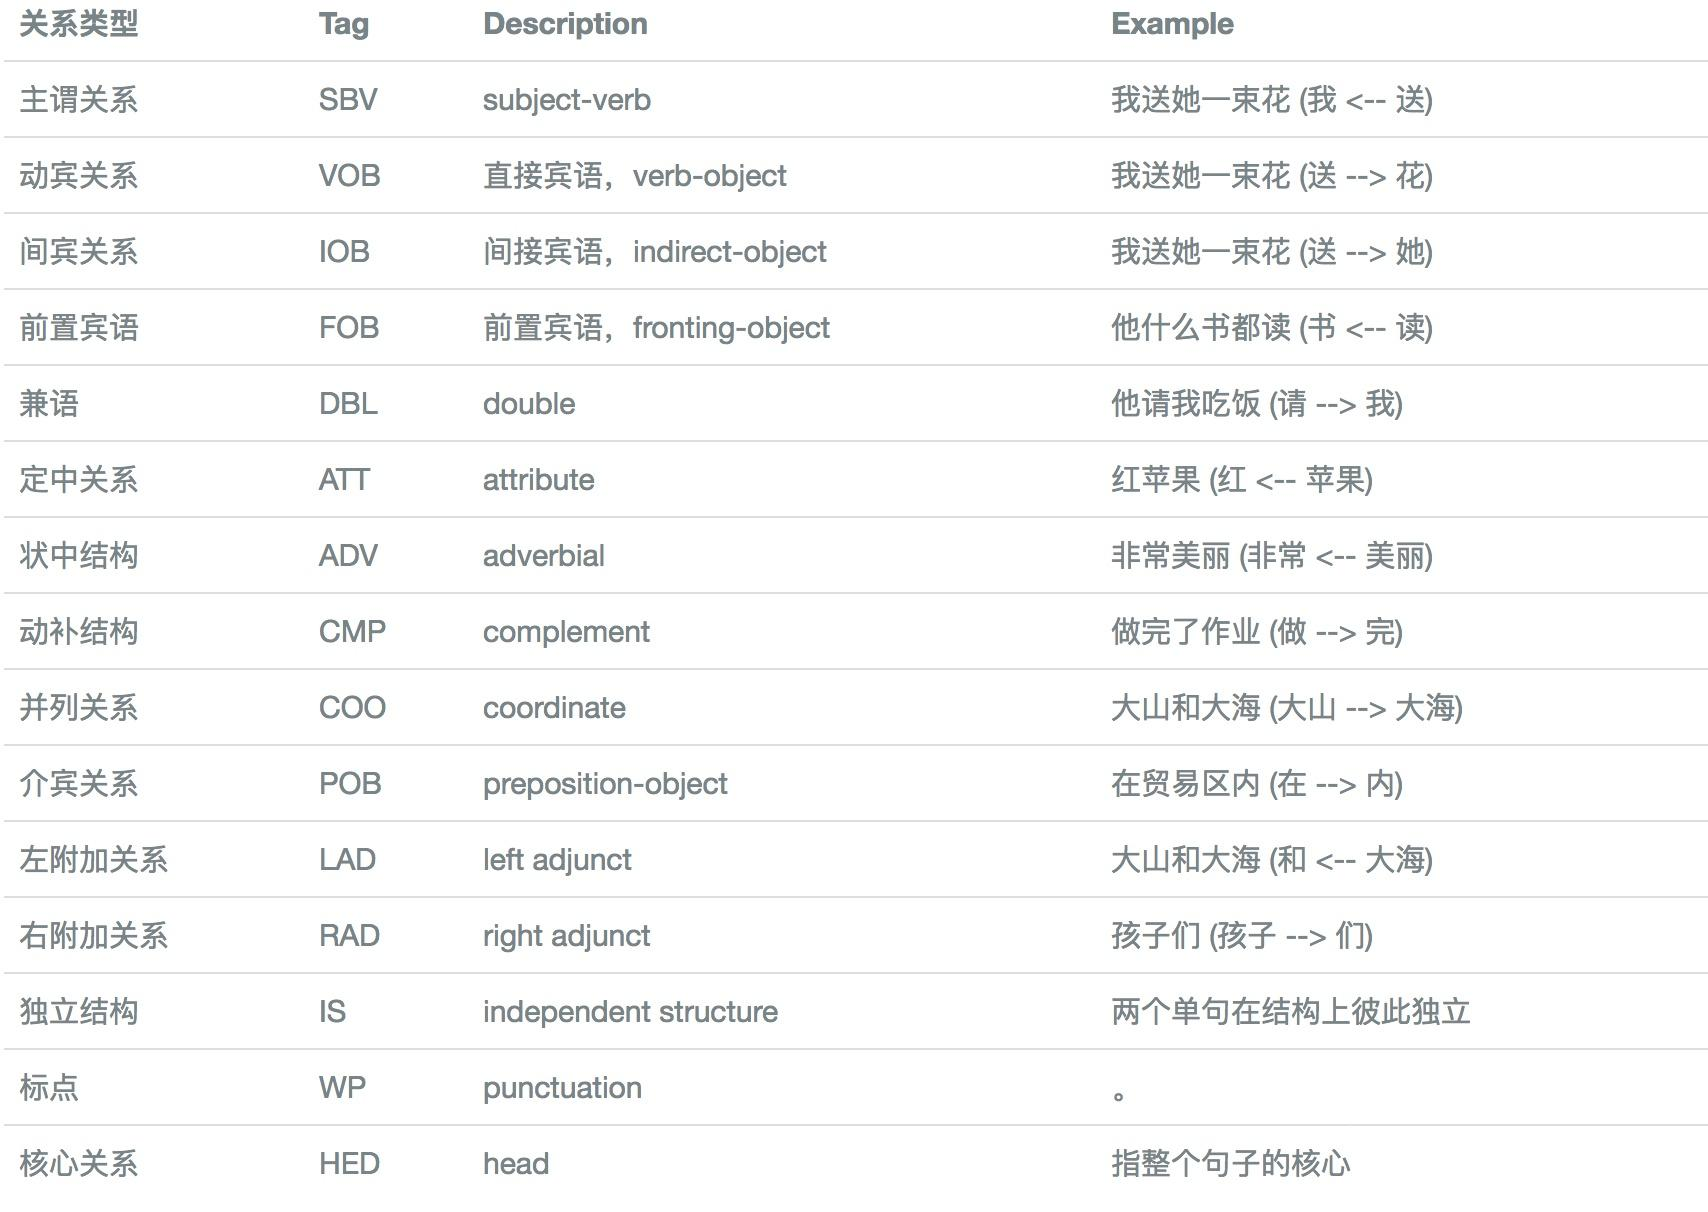 关系类型 Tag Description Example
主谓关系 SBV subject-verb 我送她一束花 (我 <-- 送)
动宾关系 VOB 直接宾语，verb-object 我送她一束花 (送 --> 花)
间宾关系 IOB 间接宾语，indirect-object 我送她一束花 (送 --> 她)
前置宾语 FOB 前置宾语，fronting-object 他什么书都读 (书 <-- 读)
兼语 DBL double 他请我吃饭 (请 --> 我)
定中关系 ATT attribute 红苹果 (红 <-- 苹果)
状中结构 ADV adverbial 非常美丽 (非常 <-- 美丽)
动补结构 CMP complement 做完了作业 (做 --> 完)
并列关系 COO coordinate 大山和大海 (大山 --> 大海)
介宾关系 POB preposition-object 在贸易区内 (在 --> 内)
左附加关系 LAD left adjunct 大山和大海 (和 <-- 大海)
右附加关系 RAD right adjunct 孩子们 (孩子 --> 们)
独立结构 IS independent structure 两个单句在结构上彼此独立
标点 WP punctuation 。
核心关系 HED head 指整个句子的核心